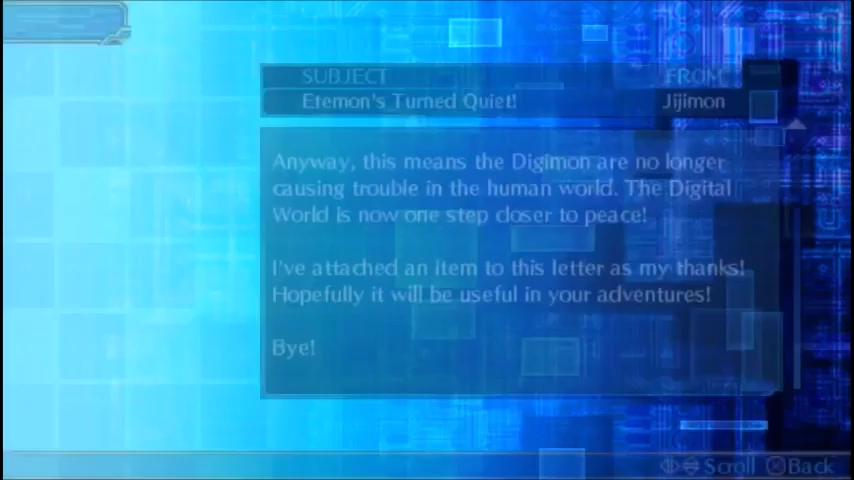 SUBJECT FROM
Etemon's Turned Quiet! Jijimon
Anyway, this means the Digimon are no longer
causing trouble in the human world. The Digital
World is now one step closer to peace!
I've attached an item to this letter as my thanks!
Hopefully it will be useful in your adventures!
Bye!
Scroll Back